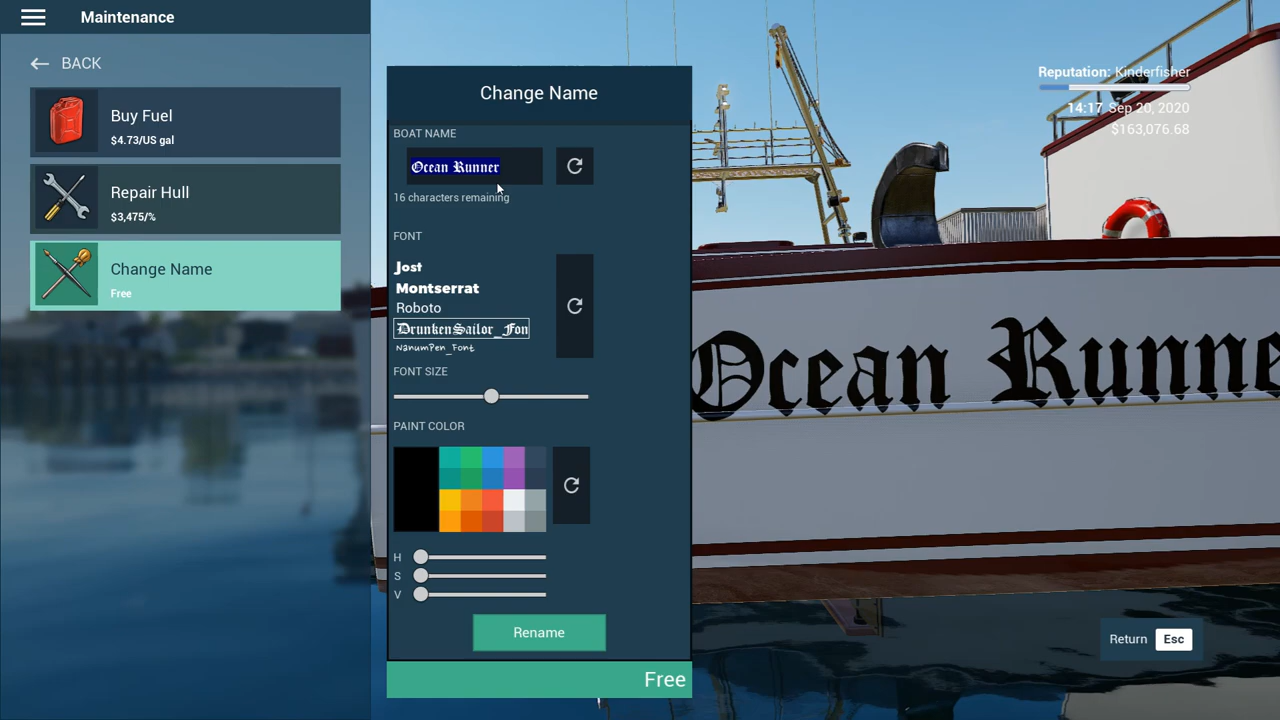 Maintenance
BACK
Buy Fuel
$4.73/US gal
Repair Hull
$3,475/%
Change Name
Free
Change Name
BOAT NAME
Ocean Runner
16 characters remaining
FONT
Jost
Montserrat
Roboto
DrunkenSailor_Fon
NanumPen_Font
FONT SIZE
PAINT COLOR
H
S
V
Rename
Free
Reputation: Kinderfisher
14:17 Sep 20, 2020
$163,076.68
Ocean Runne
Return Esc